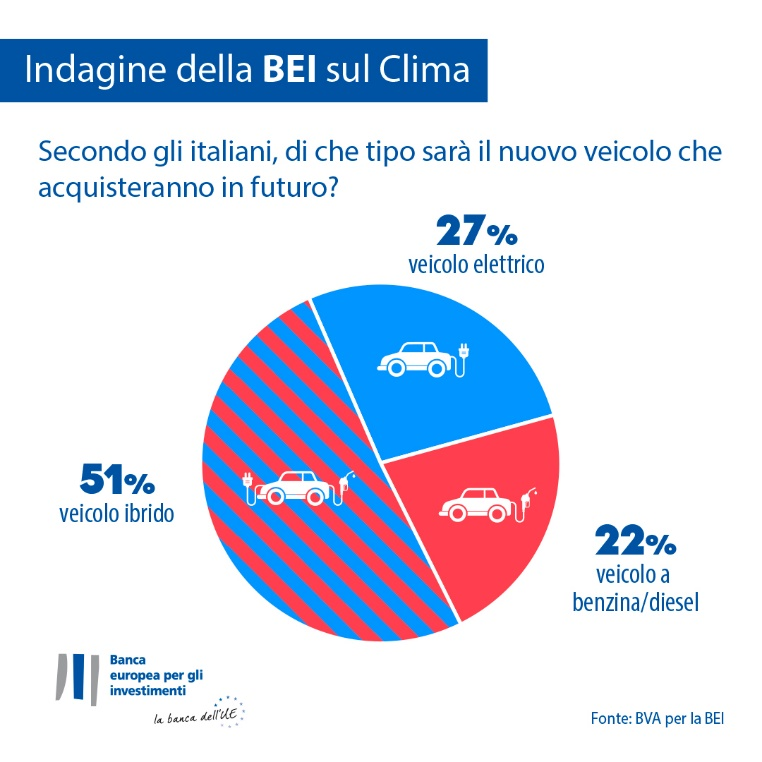 Indagine della BEI sul Clima
Secondo gli italiani, di che tipo sarà il nuovo veicolo che
acquisteranno in futuro?
27%
veicolo elettrico
51%
veicolo ibrido
22%
veicolo a
benzina/diesel
Banca
europea per gli
investimenti
la banca dell'UE
Fonte: BVA per la BEI